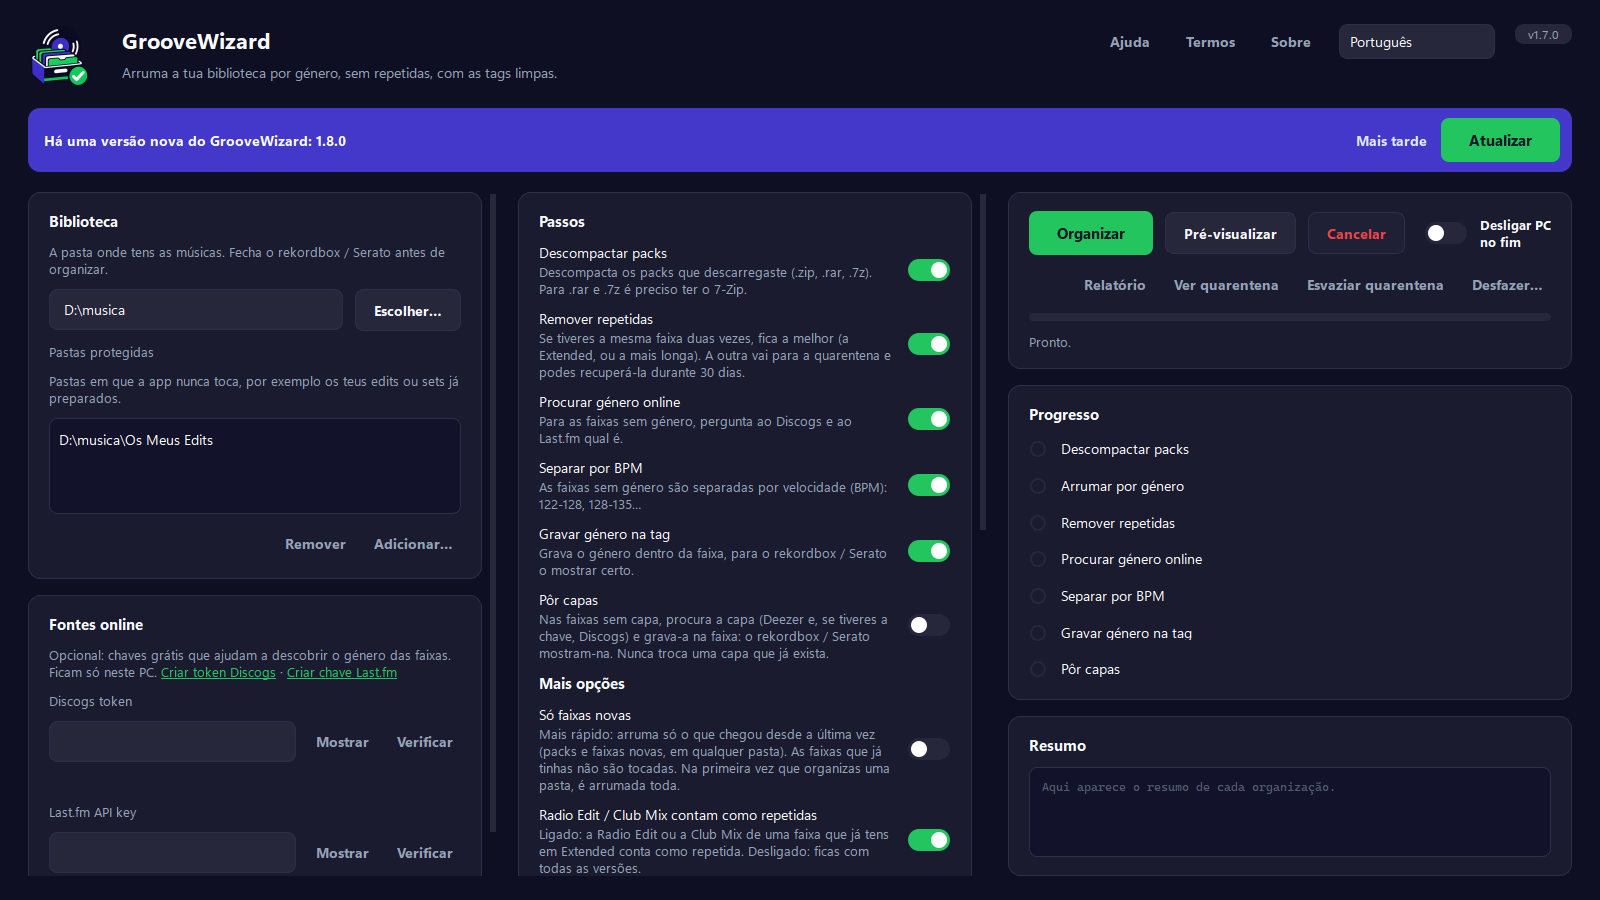 GrooveWizard
Arruma a tua biblioteca por género, sem repetidas, com as tags limpas.
Ajuda
Termos
Sobre
Português
v1.7.0
Há uma versão nova do GrooveWizard: 1.8.0
Mais tarde
Atualizar
Biblioteca
A pasta onde tens as músicas. Fecha o rekordbox / Serato antes de
organizar.
D:\musica
Escolher...
Pastas protegidas
Pastas em que a app nunca toca, por exemplo os teus edits ou sets já
preparados.
D:\musica\Os Meus Edits
Remover
Adicionar...
Fontes online
Opcional: chaves grátis que ajudam a descobrir o género das faixas.
Ficam só neste PC. Criar token Discogs · Criar chave Last.fm
Discogs token
Mostrar
Verificar
Last.fm API key
Mostrar
Verificar
Passos
Descompactar packs
Descompacta os packs que descarregaste (.zip, .rar, .7z).
Para .rar e .7z é preciso ter o 7-Zip.
Remover repetidas
Se tiveres a mesma faixa duas vezes, fica a melhor (a
Extended, ou a mais longa). A outra vai para a quarentena e
podes recuperá-la durante 30 dias.
Procurar género online
Para as faixas sem género, pergunta ao Discogs e ao
Last.fm qual é.
Separar por BPM
As faixas sem género são separadas por velocidade (BPM):
122-128, 128-135...
Gravar género na tag
Grava o género dentro da faixa, para o rekordbox / Serato
o mostrar certo.
Pôr capas
Nas faixas sem capa, procura a capa (Deezer e, se tiveres a
chave, Discogs) e grava-a na faixa: o rekordbox / Serato
mostram-na. Nunca troca uma capa que já exista.
Mais opções
Só faixas novas
Mais rápido: arruma só o que chegou desde a última vez
(packs e faixas novas, em qualquer pasta). As faixas que já
tinhas não são tocadas. Na primeira vez que organizas uma
pasta, é arrumada toda.
Radio Edit / Club Mix contam como repetidas
Ligado: a Radio Edit ou a Club Mix de uma faixa que já tens
em Extended conta como repetida. Desligado: ficas com
todas as versões.
Organizar
Pré-visualizar
Cancelar
Desligar PC
no fim
Relatório
Ver quarentena
Esvaziar quarentena
Desfazer...
Pronto.
Progresso
Descompactar packs
Arrumar por género
Remover repetidas
Procurar género online
Separar por BPM
Gravar género na tag
Pôr capas
Resumo
Aqui aparece o resumo de cada organização.